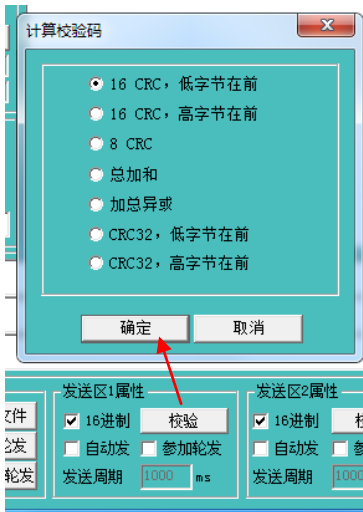 计算校验码
16 CRC，低字节在前
16 CRC，高字节在前
8 CRC
总加和
加总异或
CRC32，低字节在前
CRC32，高字节在前
确定 取消
发送区1属性 发送区2属性
文件 16进制 校验 16进制
自动发 参加轮发 自动发
轮发 发送周期 1000 ms 发送周期 1000